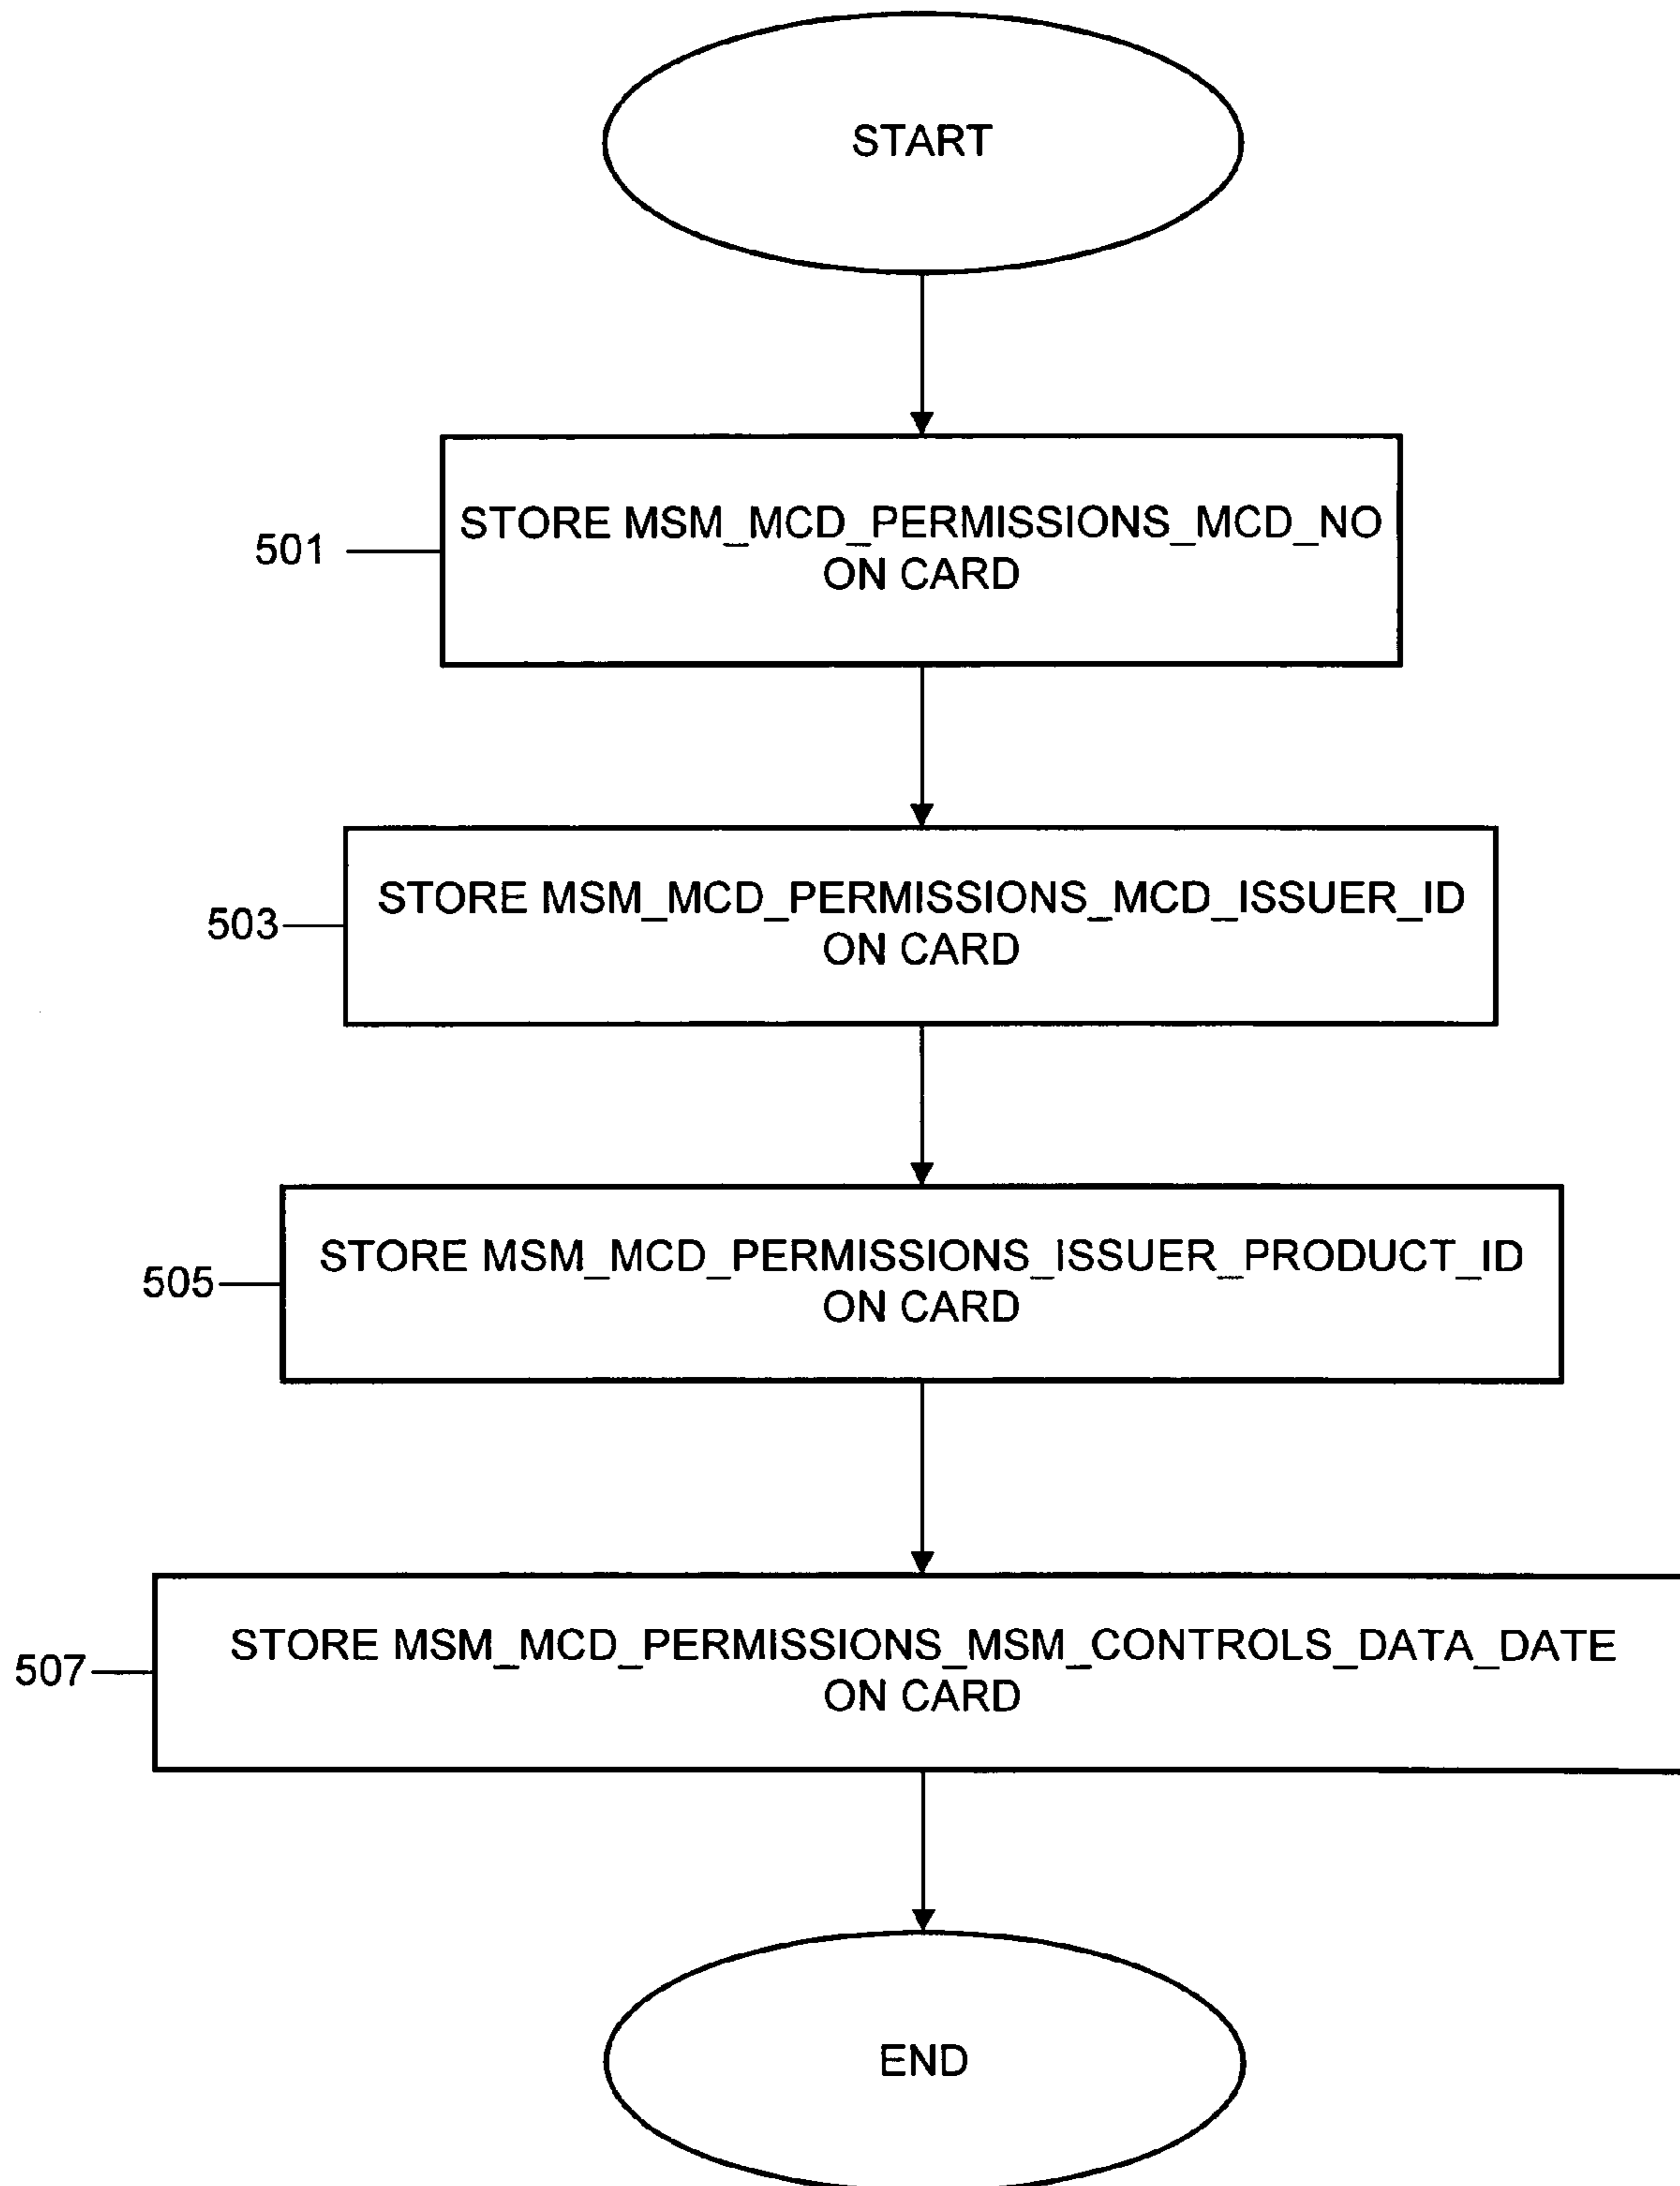 START
501
STORE MSM_MCD_PERMISSIONS_MCD_NO
ON CARD
503
STORE MSM_MCD_PERMISSIONS_MCD_ISSUER_ID
ON CARD
505
STORE MSM_MCD_PERMISSIONS_ISSUER_PRODUCT_ID
ON CARD
507
STORE MSM_MCD_PERMISSIONS_MSM_CONTROLS_DATA_DATE
ON CARD
END